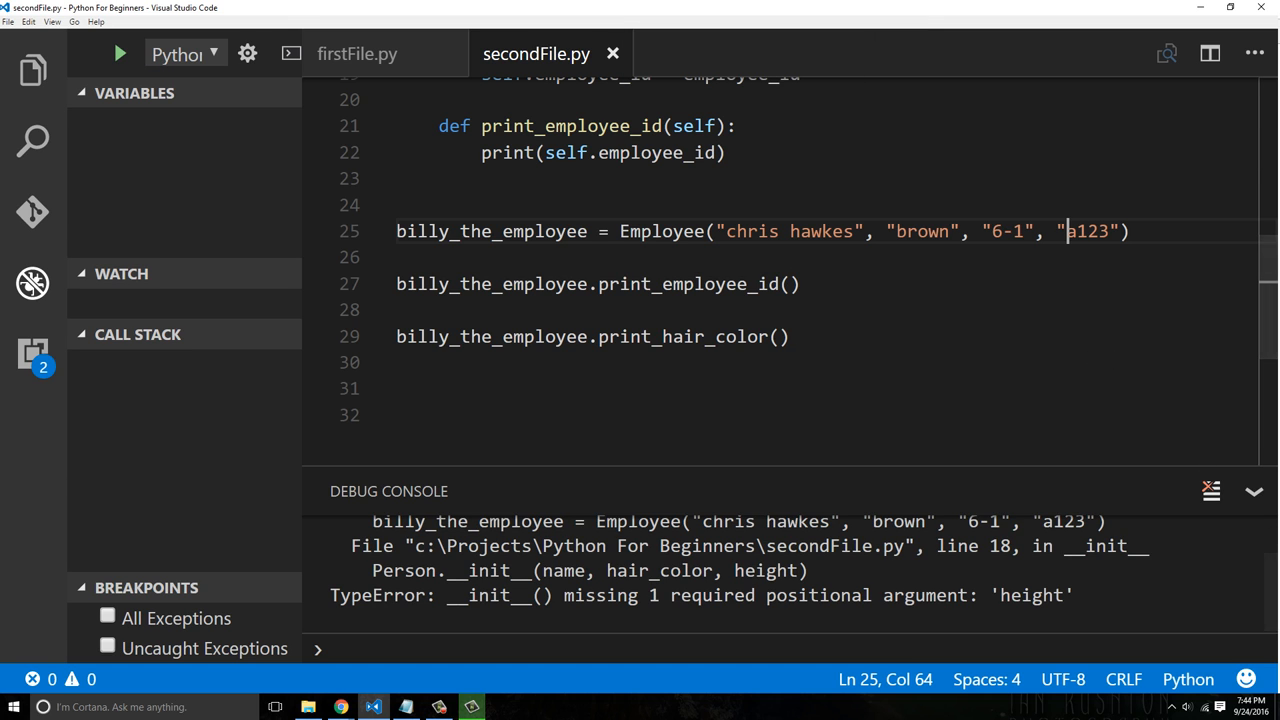 secondFile.py - Python For Beginners - Visual Studio Code
File Edit View Go Help
Python
firstFile.py
secondFile.py
VARIABLES
WATCH
CALL STACK
BREAKPOINTS
All Exceptions
Uncaught Exceptions
2
19 self.employee_id = employee_id
20
21 def print_employee_id(self):
22 print(self.employee_id)
23
24
25 billy_the_employee = Employee("chris hawkes", "brown", "6-1", "a123")
27 billy_the_employee.print_employee_id()
28
29 billy_the_employee.print_hair_color()
30
31
32
DEBUG CONSOLE
billy_the_employee = Employee("chris hawkes", "brown", "6-1", "a123")
File "c:\Projects\Python For Beginners\secondFile.py", line 18, in __init__
Person.__init__(name, hair_color, height)
TypeError: __init__() missing 1 required positional argument: 'height'
0 0
Ln 25, Col 64 Spaces: 4 UTF-8 CRLF Python
I'm Cortana. Ask me anything.
7:44 PM
9/24/2016